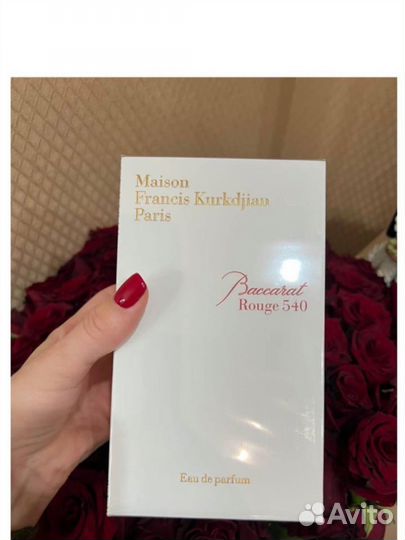 Maison
Francis Kurkdjian
Paris
Baccarat
Rouge 540
Eau de parfum
Avito